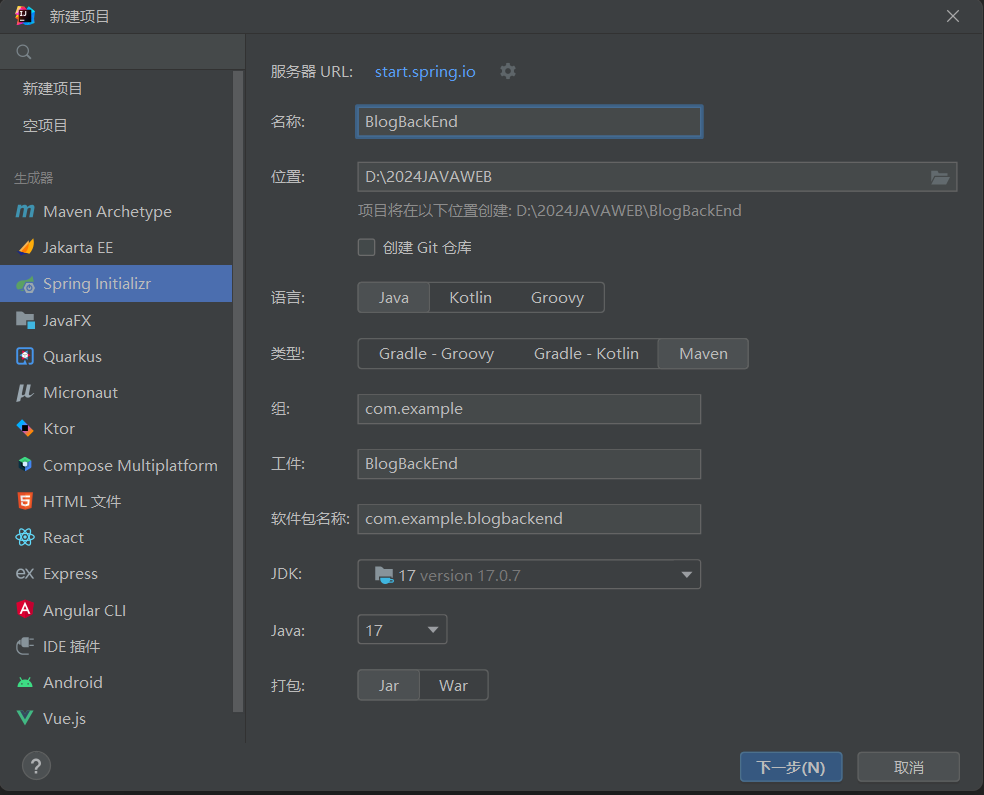 新建项目
新建项目
空项目
生成器
Maven Archetype
Jakarta EE
Spring Initializr
JavaFX
Quarkus
Micronaut
Ktor
Compose Multiplatform
HTML 文件
React
Express
Angular CLI
IDE 插件
Android
Vue.js
服务器 URL: start.spring.io
名称: BlogBackEnd
位置: D:\2024JAVAWEB
项目将在以下位置创建: D:\2024JAVAWEB\BlogBackEnd
创建 Git 仓库
语言: Java Kotlin Groovy
类型: Gradle - Groovy Gradle - Kotlin Maven
组: com.example
工件: BlogBackEnd
软件包名称: com.example.blogbackend
JDK: 17 version 17.0.7
Java: 17
打包: Jar War
? 下一步(N) 取消